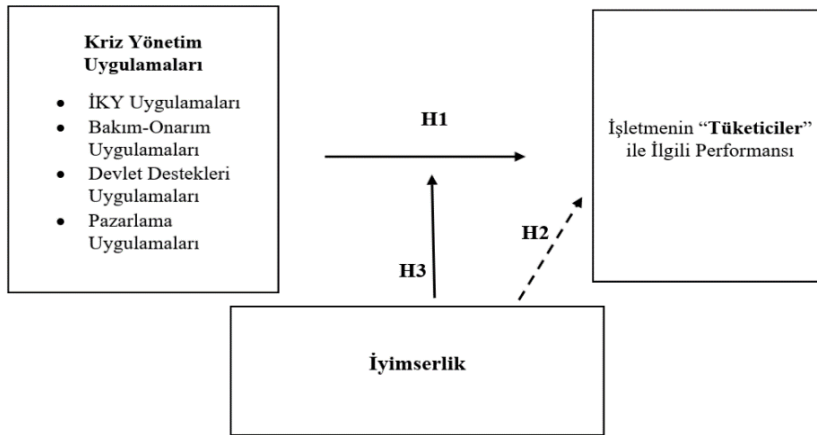 Kriz Yönetim
Uygulamaları
• İKY Uygulamaları
• Bakım-Onarım
Uygulamaları
• Devlet Destekleri
Uygulamaları
• Pazarlama
Uygulamaları
H1
İşletmenin “Tüketiciler”
ile İlgili Performansı
H2
H3
İyimserlik